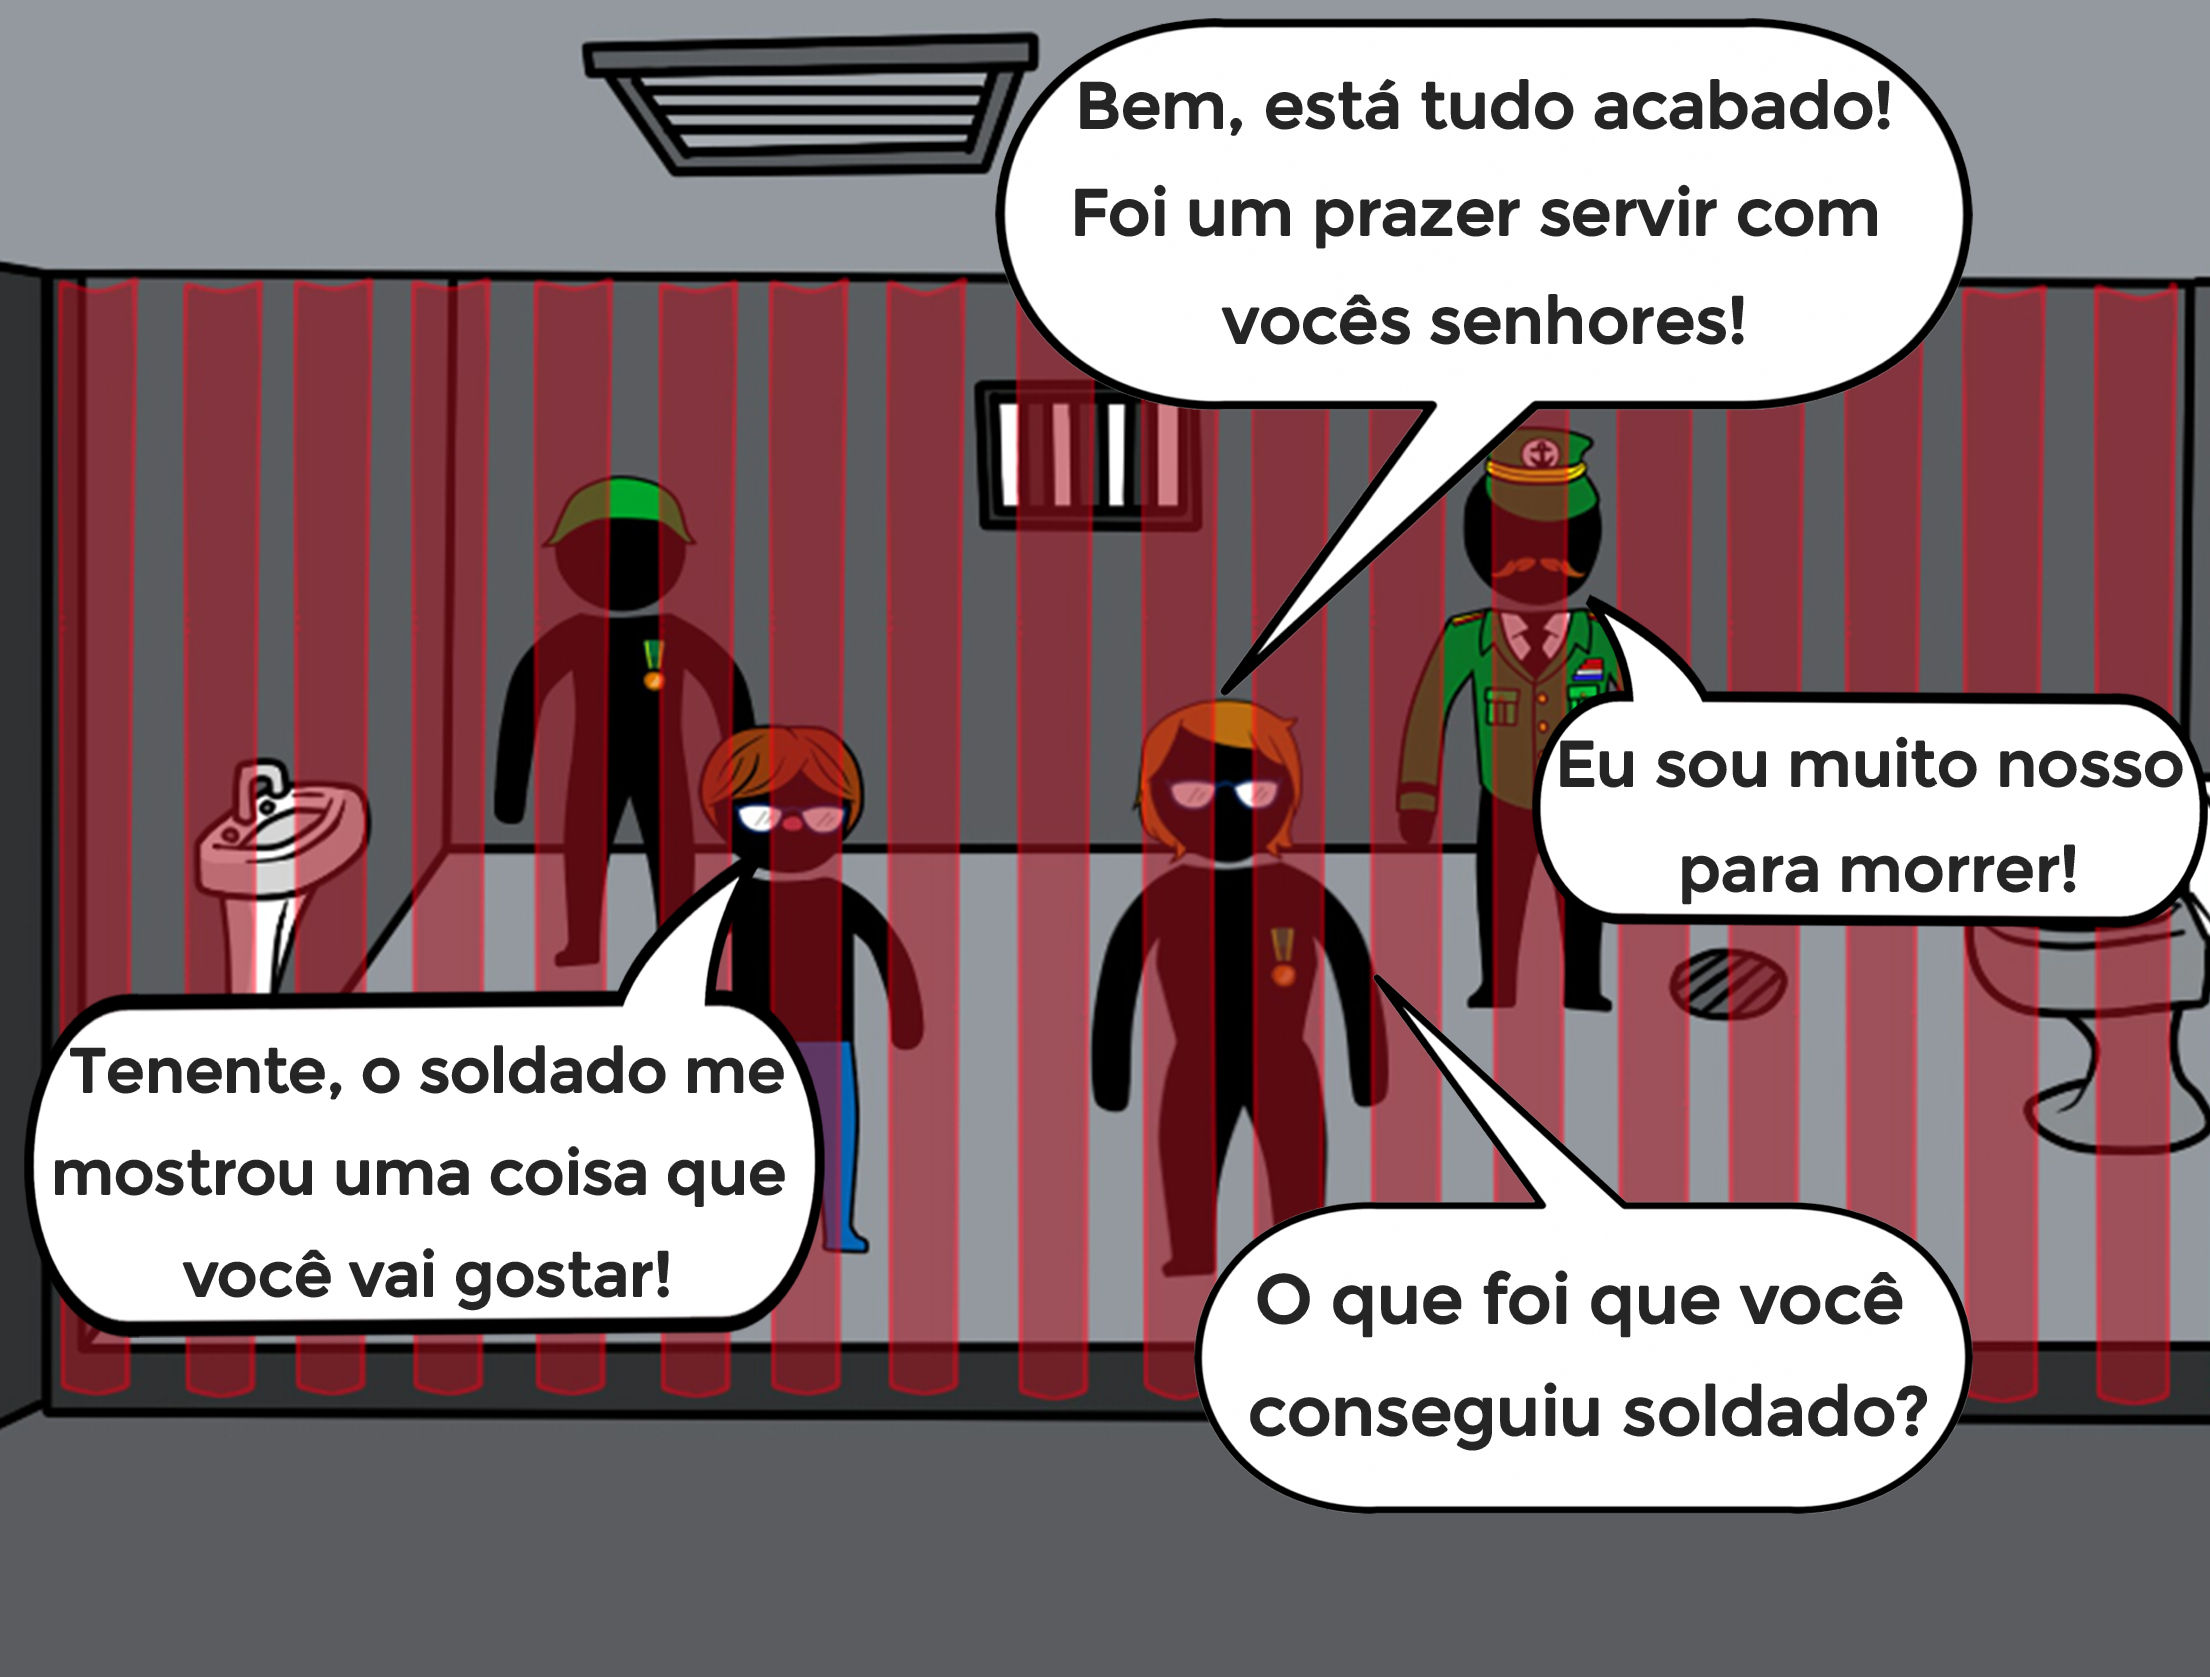 Bem, está tudo acabado!
Foi um prazer servir com
vocês senhores!
Eu sou muito nosso
para morrer!
Tenente, o soldado me
mostrou uma coisa que
você vai gostar!
O que foi que você
conseguiu soldado?